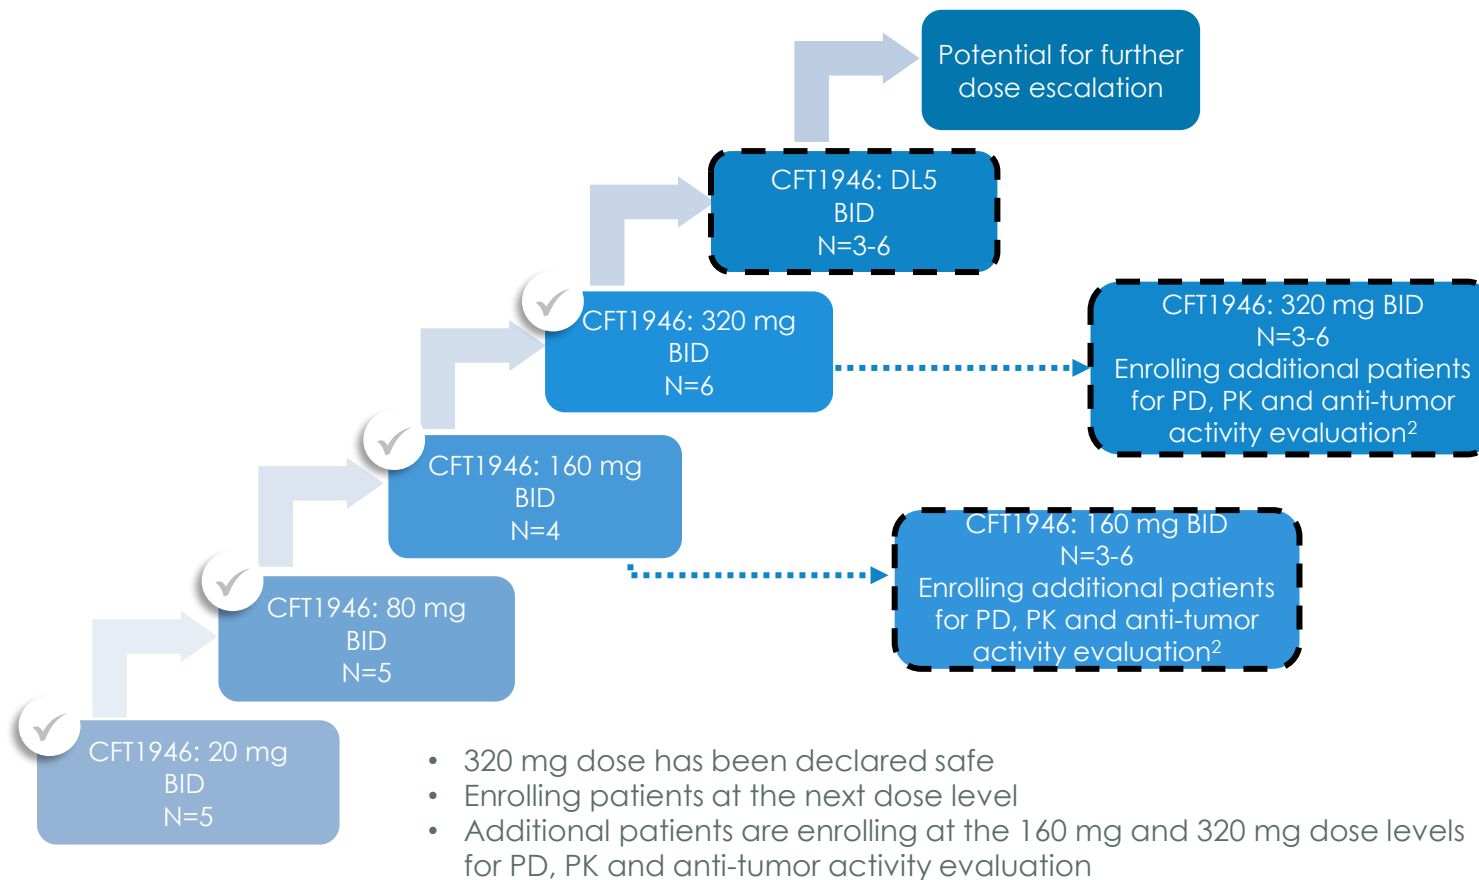 Potential for further
dose escalation
CFT1946: DL5
BID
N=3-6
CFT1946: 320 mg
BID
N=6
CFT1946: 320 mg BID
N=3-6
Enrolling additional patients
for PD, PK and anti-tumor
activity evaluation²
CFT1946: 160 mg
BID
N=4
CFT1946: 160 mg BID
N=3-6
Enrolling additional patients
for PD, PK and anti-tumor
activity evaluation²
CFT1946: 80 mg
BID
N=5
CFT1946: 20 mg
BID
N=5
• 320 mg dose has been declared safe
• Enrolling patients at the next dose level
• Additional patients are enrolling at the 160 mg and 320 mg dose levels
for PD, PK and anti-tumor activity evaluation